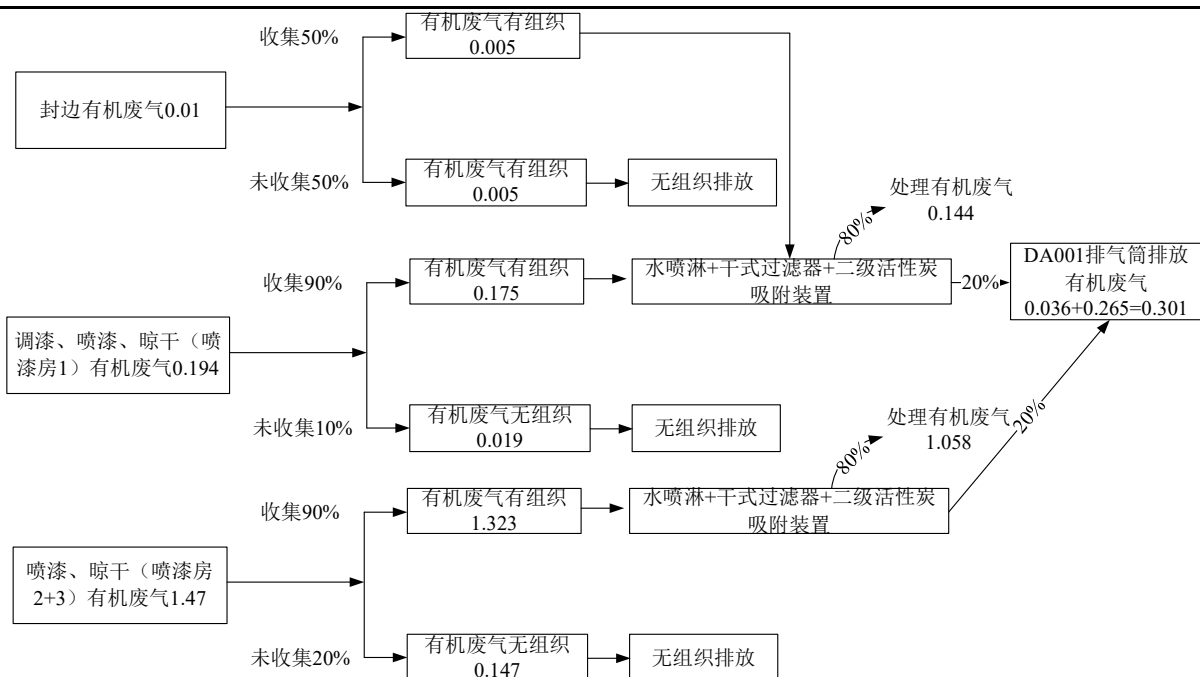 收集50%
有机废气有组织
0.005
封边有机废气0.01
未收集50%
有机废气有组织
0.005
无组织排放
80%
处理有机废气
0.144
收集90%
有机废气有组织
0.175
水喷淋+干式过滤器+二级活性炭
吸附装置
20%
DA001排气筒排放
有机废气
0.036+0.265=0.301
调漆、喷漆、晾干（喷
漆房1）有机废气0.194
未收集10%
有机废气无组织
0.019
无组织排放
80%
处理有机废气
1.058
20%
收集90%
有机废气有组织
1.323
水喷淋+干式过滤器+二级活性炭
吸附装置
喷漆、晾干（喷漆房
2+3）有机废气1.47
未收集20%
有机废气无组织
0.147
无组织排放